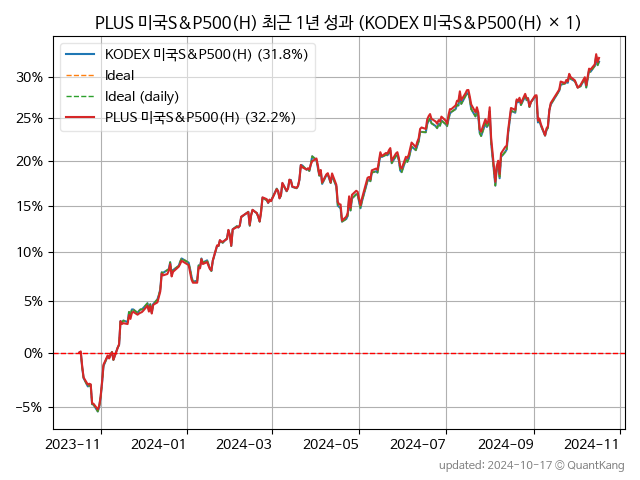 PLUS 미국S&P500(H) 최근 1년 성과 (KODEX 미국S&P500(H) × 1)
KODEX 미국S&P500(H) (31.8%)
Ideal
Ideal (daily)
PLUS 미국S&P500(H) (32.2%)
30%
25%
20%
15%
10%
5%
0%
−5%
2023−11 2024−01 2024−03 2024−05 2024−07 2024−09 2024−11
updated: 2024-10-17 © QuantKang